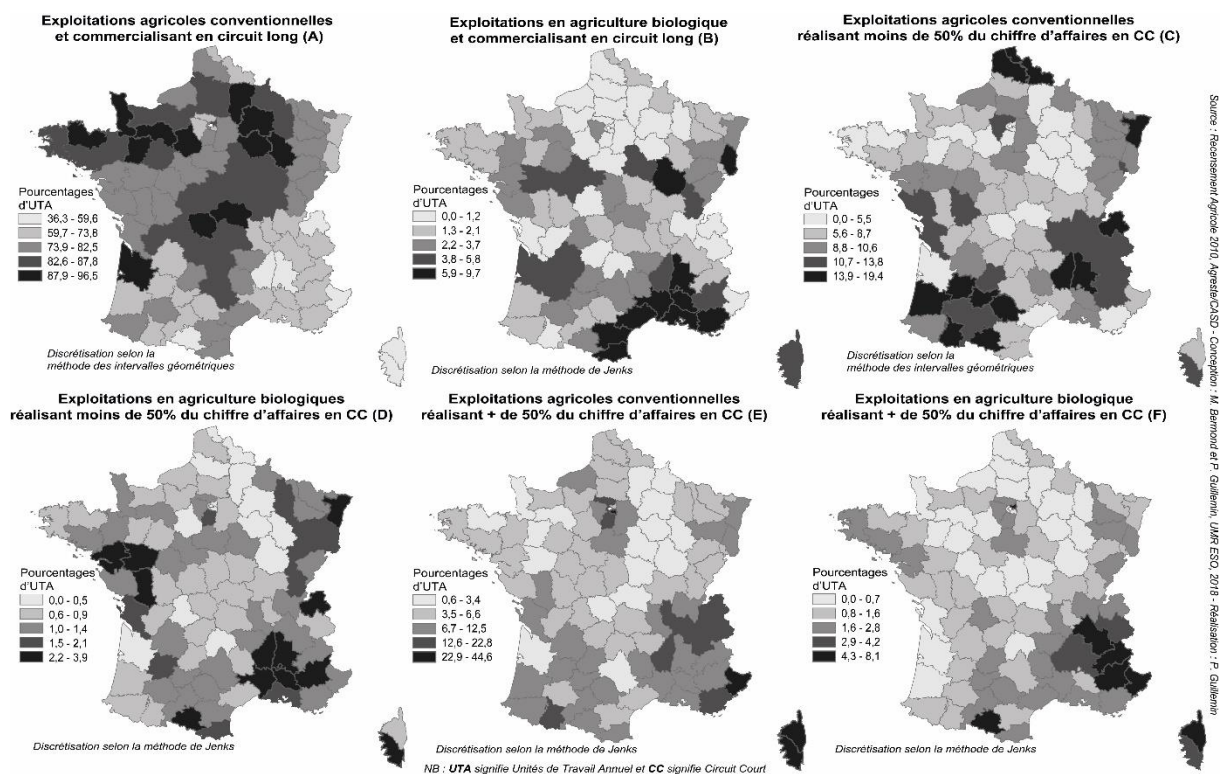 Exploitations agricoles conventionnelles
et commercialisant en circuit long (A)
Pourcentages
d'UTA
36,3 - 59,6
59,7 - 73,8
73,9 - 82,5
82,6 - 87,8
87,9 - 96,5
Discrétisation selon la
méthode des intervalles géométriques
Exploitations en agriculture biologique
et commercialisant en circuit long (B)
Pourcentages
d'UTA
0,0 - 1,2
1,3 - 2,1
2,2 - 3,7
3,8 - 5,8
5,9 - 9,7
Discrétisation selon la méthode de Jenks
Exploitations agricoles conventionnelles
réalisant moins de 50% du chiffre d'affaires en CC (C)
Pourcentages
d'UTA
0,0 - 5,5
5,6 - 8,7
8,8 - 10,6
10,7 - 13,8
13,9 - 19,4
Discrétisation selon la
méthode des intervalles géométriques
Exploitations en agriculture biologiques
réalisant moins de 50% du chiffre d'affaires en CC (D)
Pourcentages
d'UTA
0,0 - 0,5
0,6 - 0,9
1,0 - 1,4
1,5 - 2,1
2,2 - 3,9
Discrétisation selon la méthode de Jenks
Exploitations agricoles conventionnelles
réalisant + de 50% du chiffre d'affaires en CC (E)
Pourcentages
d'UTA
0,6 - 3,4
3,5 - 6,6
6,7 - 12,5
12,6 - 22,8
22,9 - 44,6
Discrétisation selon la méthode de Jenks
Exploitations en agriculture biologique
réalisant + de 50% du chiffre d'affaires en CC (F)
Pourcentages
d'UTA
0,0 - 0,7
0,8 - 1,6
1,6 - 2,8
2,9 - 4,2
4,3 - 8,1
Discrétisation selon la méthode de Jenks
NB : UTA signifie Unités de Travail Annuel et CC signifie Circuit Court
Source : Recensement Agricole 2010, Agreste/CASD - Conception : M. Bermond et P. Guillemin, UMR ESO, 2018 - Réalisation : P. Guillemin